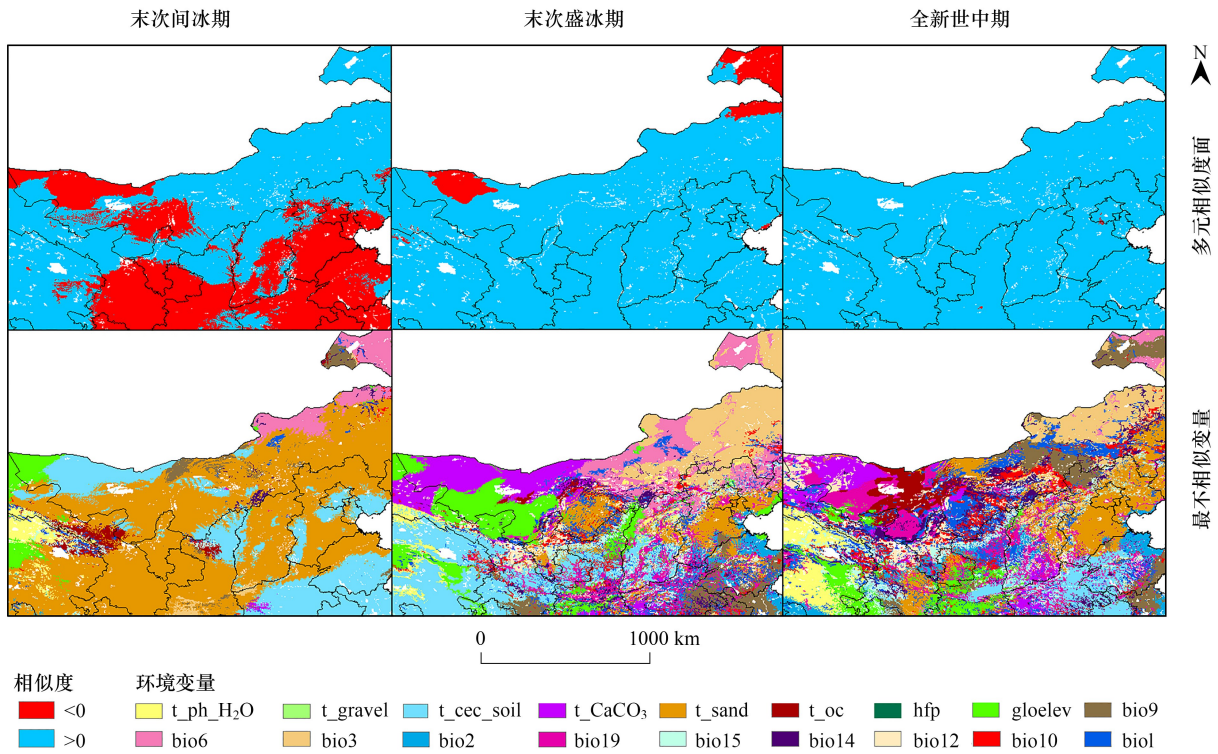 末次间冰期 末次盛冰期 全新世中期
N
多元相似度面
最不相似变量
0 1000 km
相似度 环境变量
<0 t_ph_H₂O t_gravel t_cec_soil t_CaCO₃ t_sand t_oc hfp gloelev bio9
>0 bio6 bio3 bio2 bio19 bio15 bio14 bio12 bio10 biol